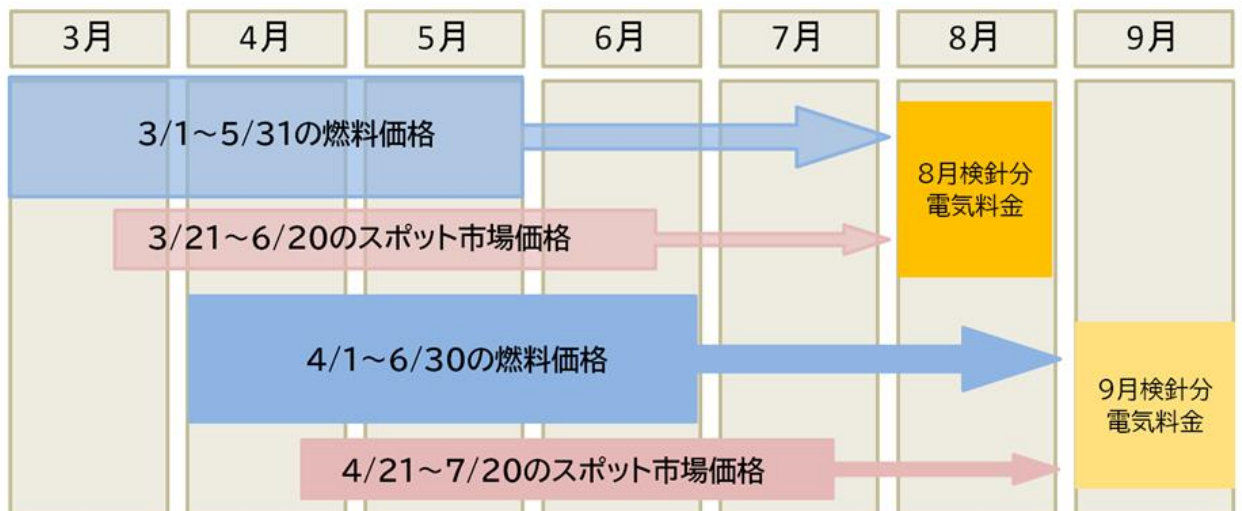 3月
4月
5月
6月
7月
8月
9月
3/1～5/31の燃料価格
8月検針分
電気料金
3/21～6/20のスポット市場価格
4/1～6/30の燃料価格
9月検針分
電気料金
4/21～7/20のスポット市場価格